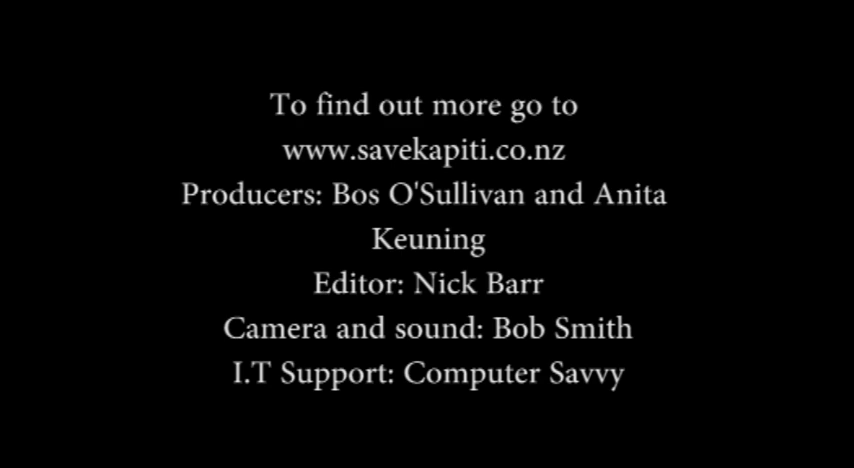 To find out more go to
www.savekapiti.co.nz
Producers: Bos O'Sullivan and Anita
Keuning
Editor: Nick Barr
Camera and sound: Bob Smith
I.T Support: Computer Savvy